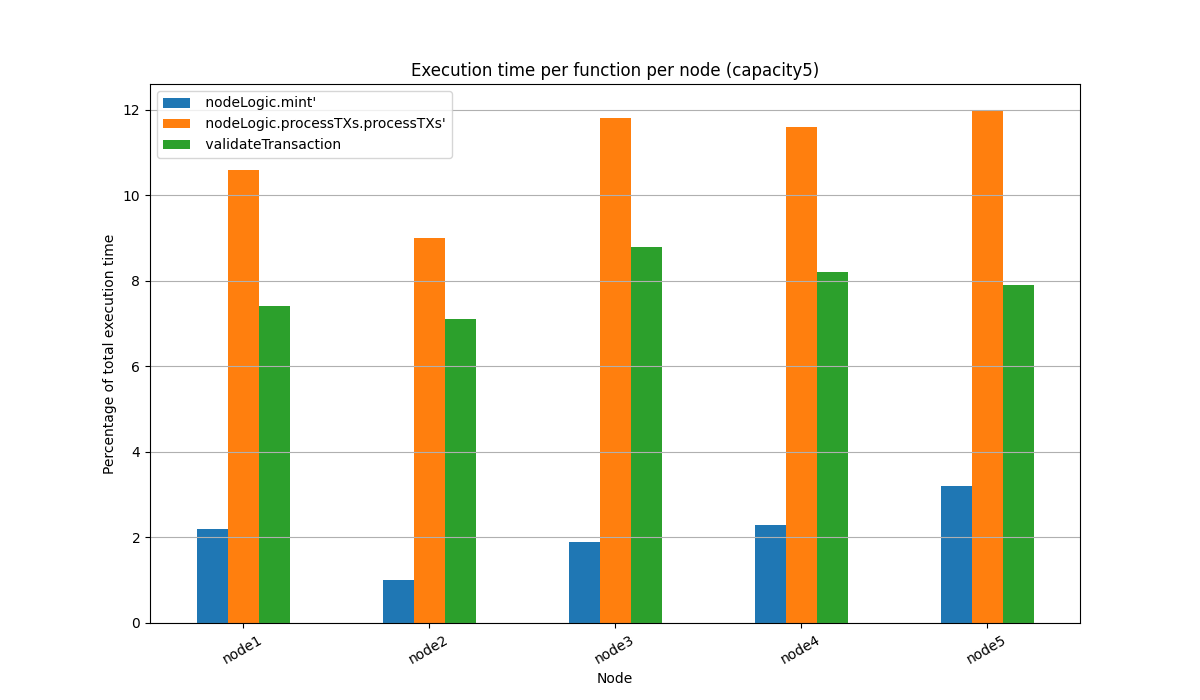 Execution time per function per node (capacity5)
nodeLogic.mint'
nodeLogic.processTXs.processTXs'
validateTransaction
Percentage of total execution time
12
10
8
6
4
2
0
node1 node2 node3 node4 node5
Node